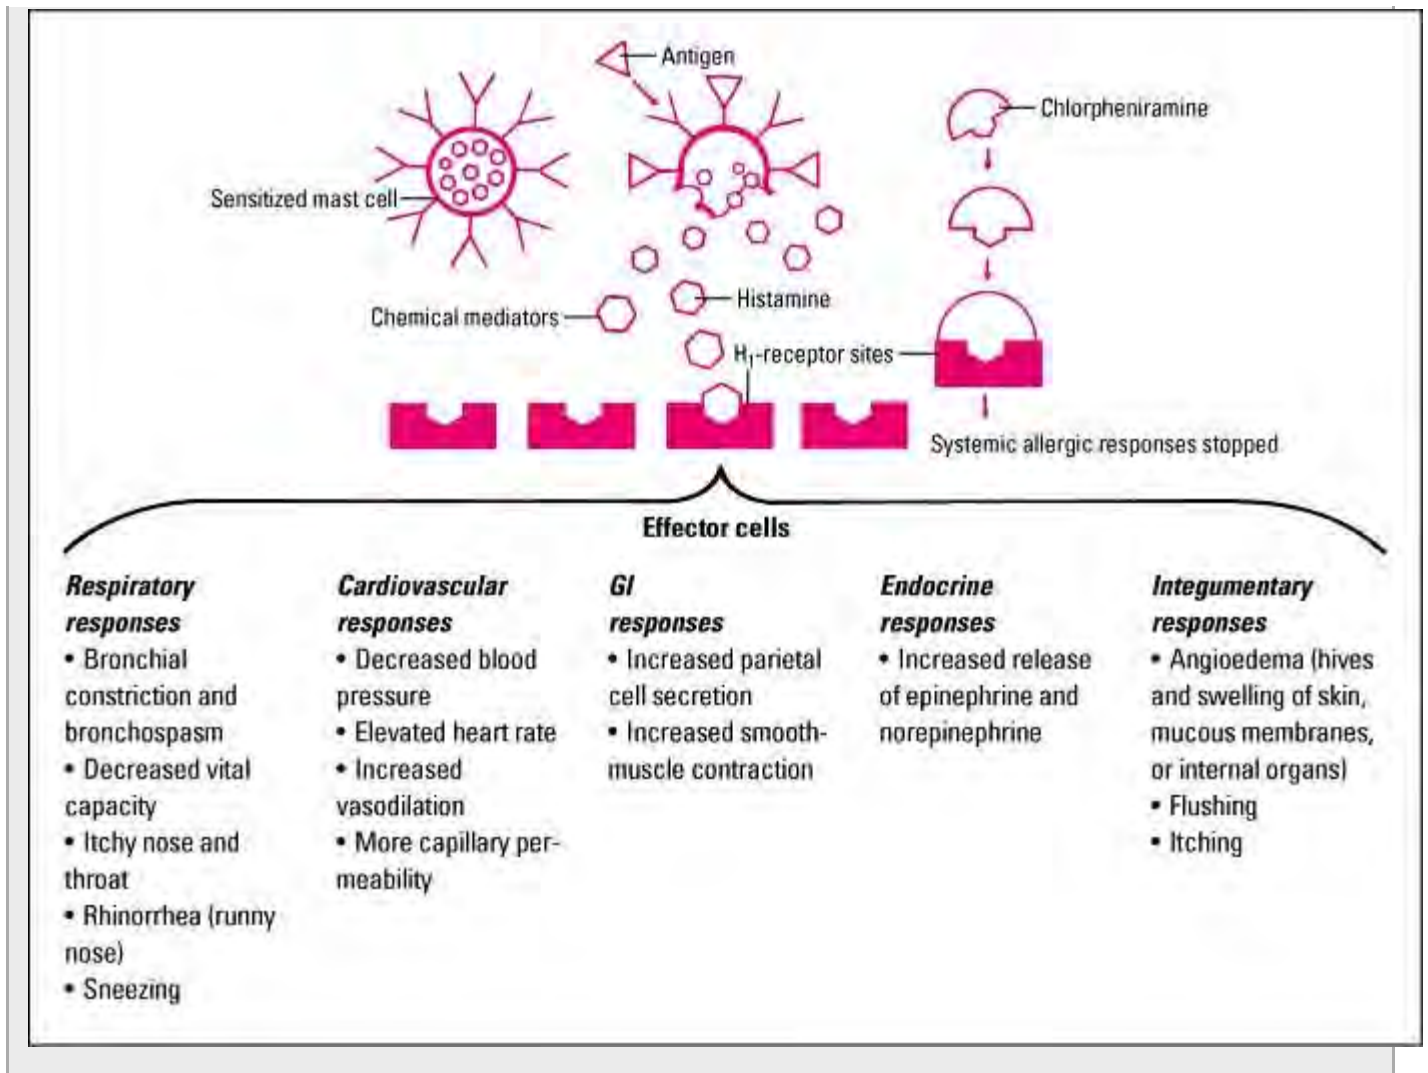 Antigen
Chlorpheniramine
Sensitized mast cell
Histamine
Chemical mediators
H₁-receptor sites
Systemic allergic responses stopped
Effector cells
Respiratory
responses
• Bronchial
constriction and
bronchospasm
• Decreased vital
capacity
• Itchy nose and
throat
• Rhinorrhea (runny
nose)
• Sneezing
Cardiovascular
responses
• Decreased blood
pressure
• Elevated heart rate
• Increased
vasodilation
• More capillary per-
meability
GI
responses
• Increased parietal
cell secretion
• Increased smooth-
muscle contraction
Endocrine
responses
• Increased release
of epinephrine and
norepinephrine
Integumentary
responses
• Angioedema (hives
and swelling of skin,
mucous membranes,
or internal organs)
• Flushing
• Itching